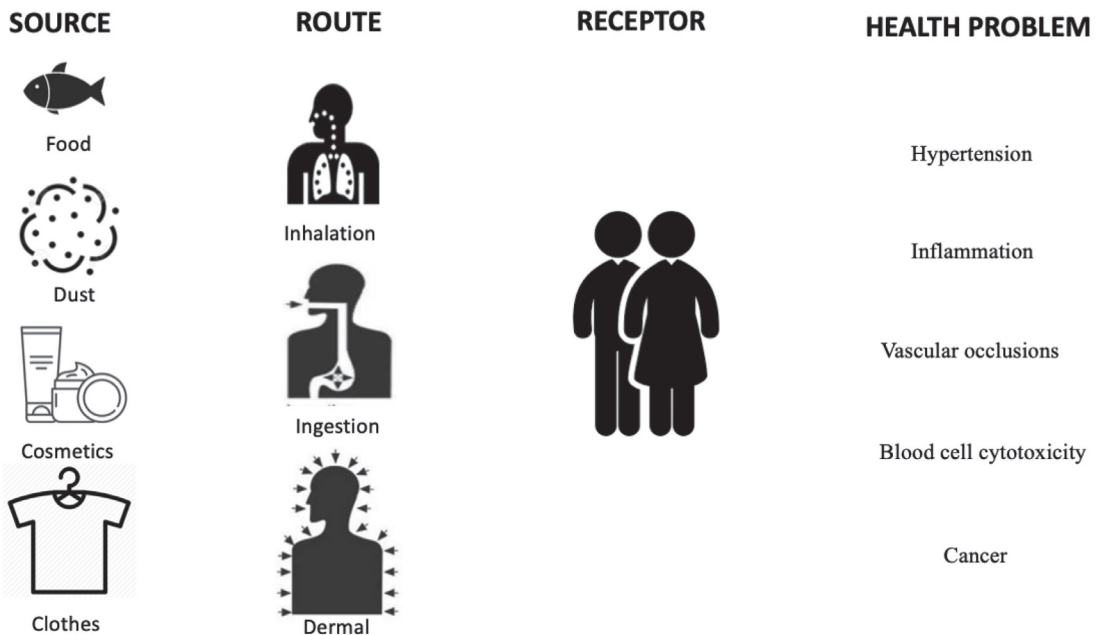 SOURCE
Food
Dust
Cosmetics
Clothes
ROUTE
Inhalation
Ingestion
Dermal
RECEPTOR
HEALTH PROBLEM
Hypertension
Inflammation
Vascular occlusions
Blood cell cytotoxicity
Cancer